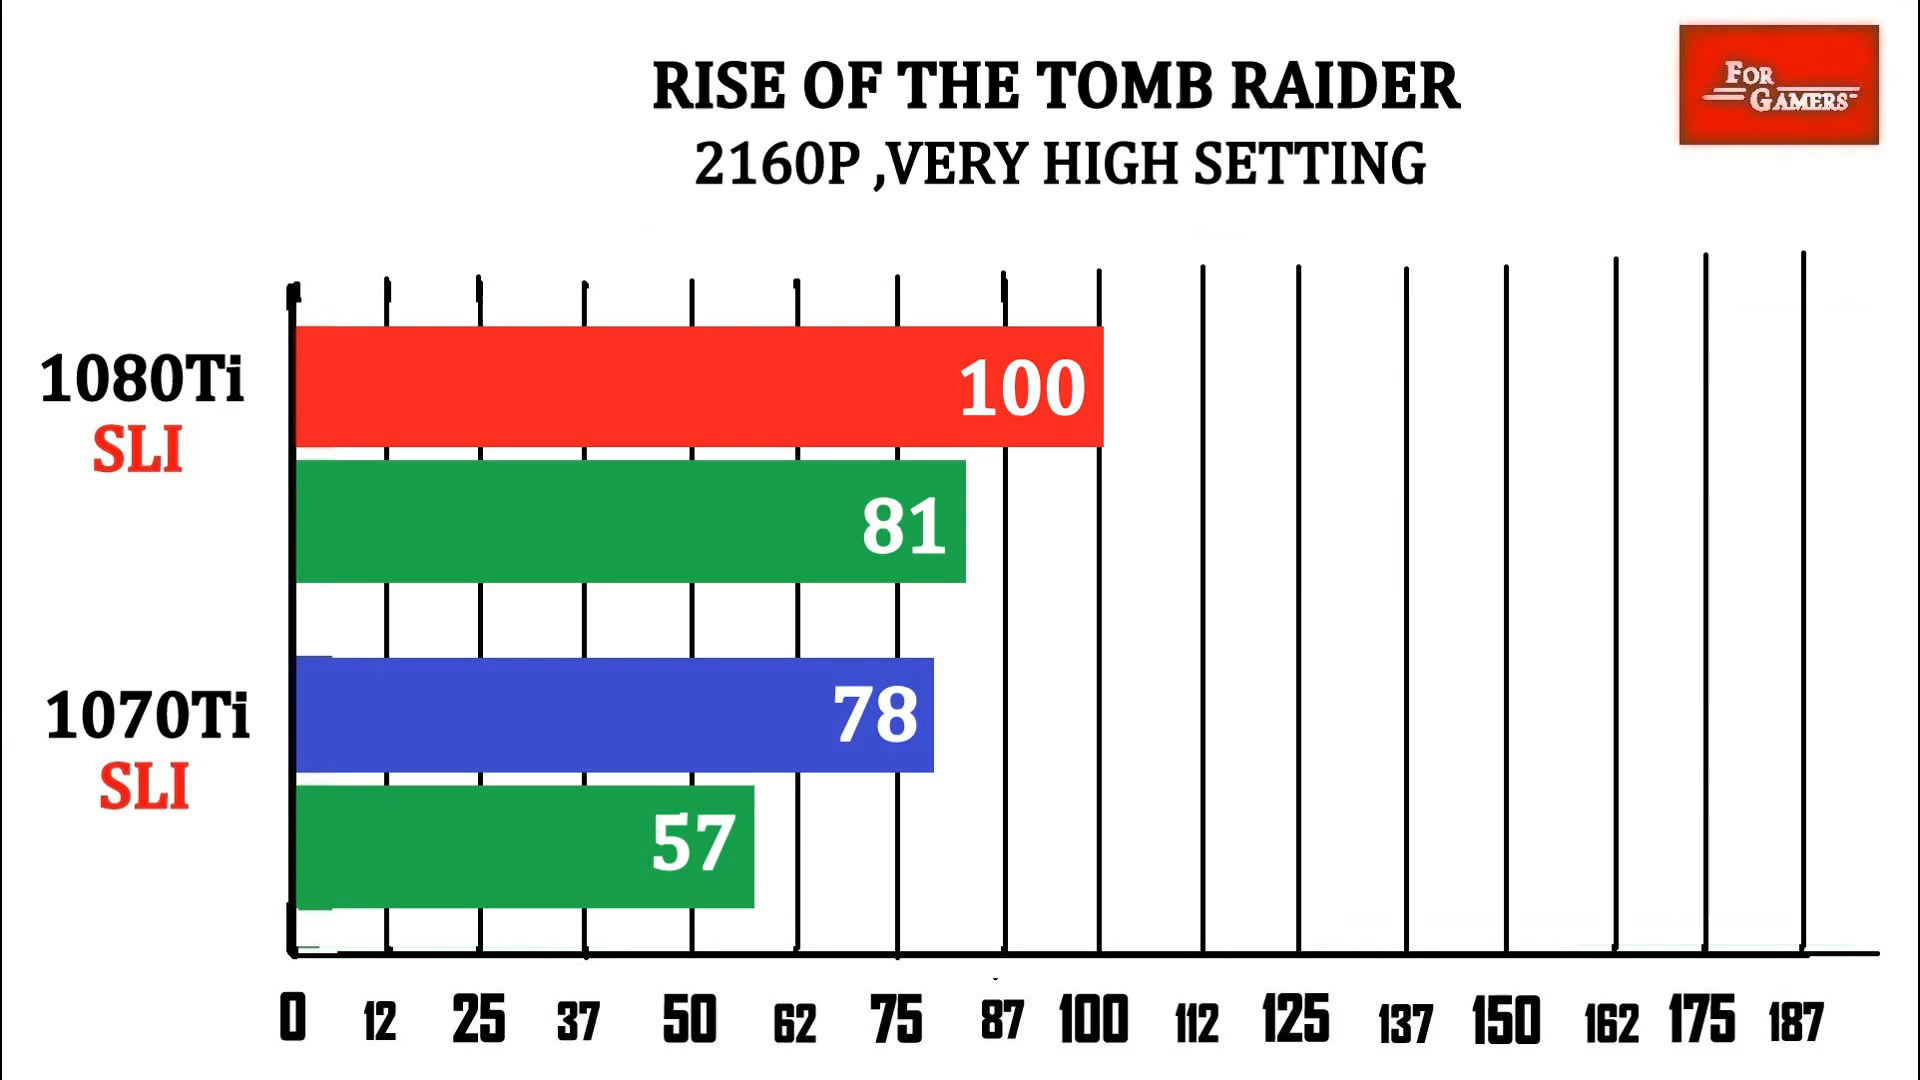 RISE OF THE TOMB RAIDER
2160P ,VERY HIGH SETTING
FOR
GAMERS
1080Ti
SLI
100
81
1070Ti
SLI
78
57
0 12 25 37 50 62 75 87 100 112 125 137 150 162 175 187